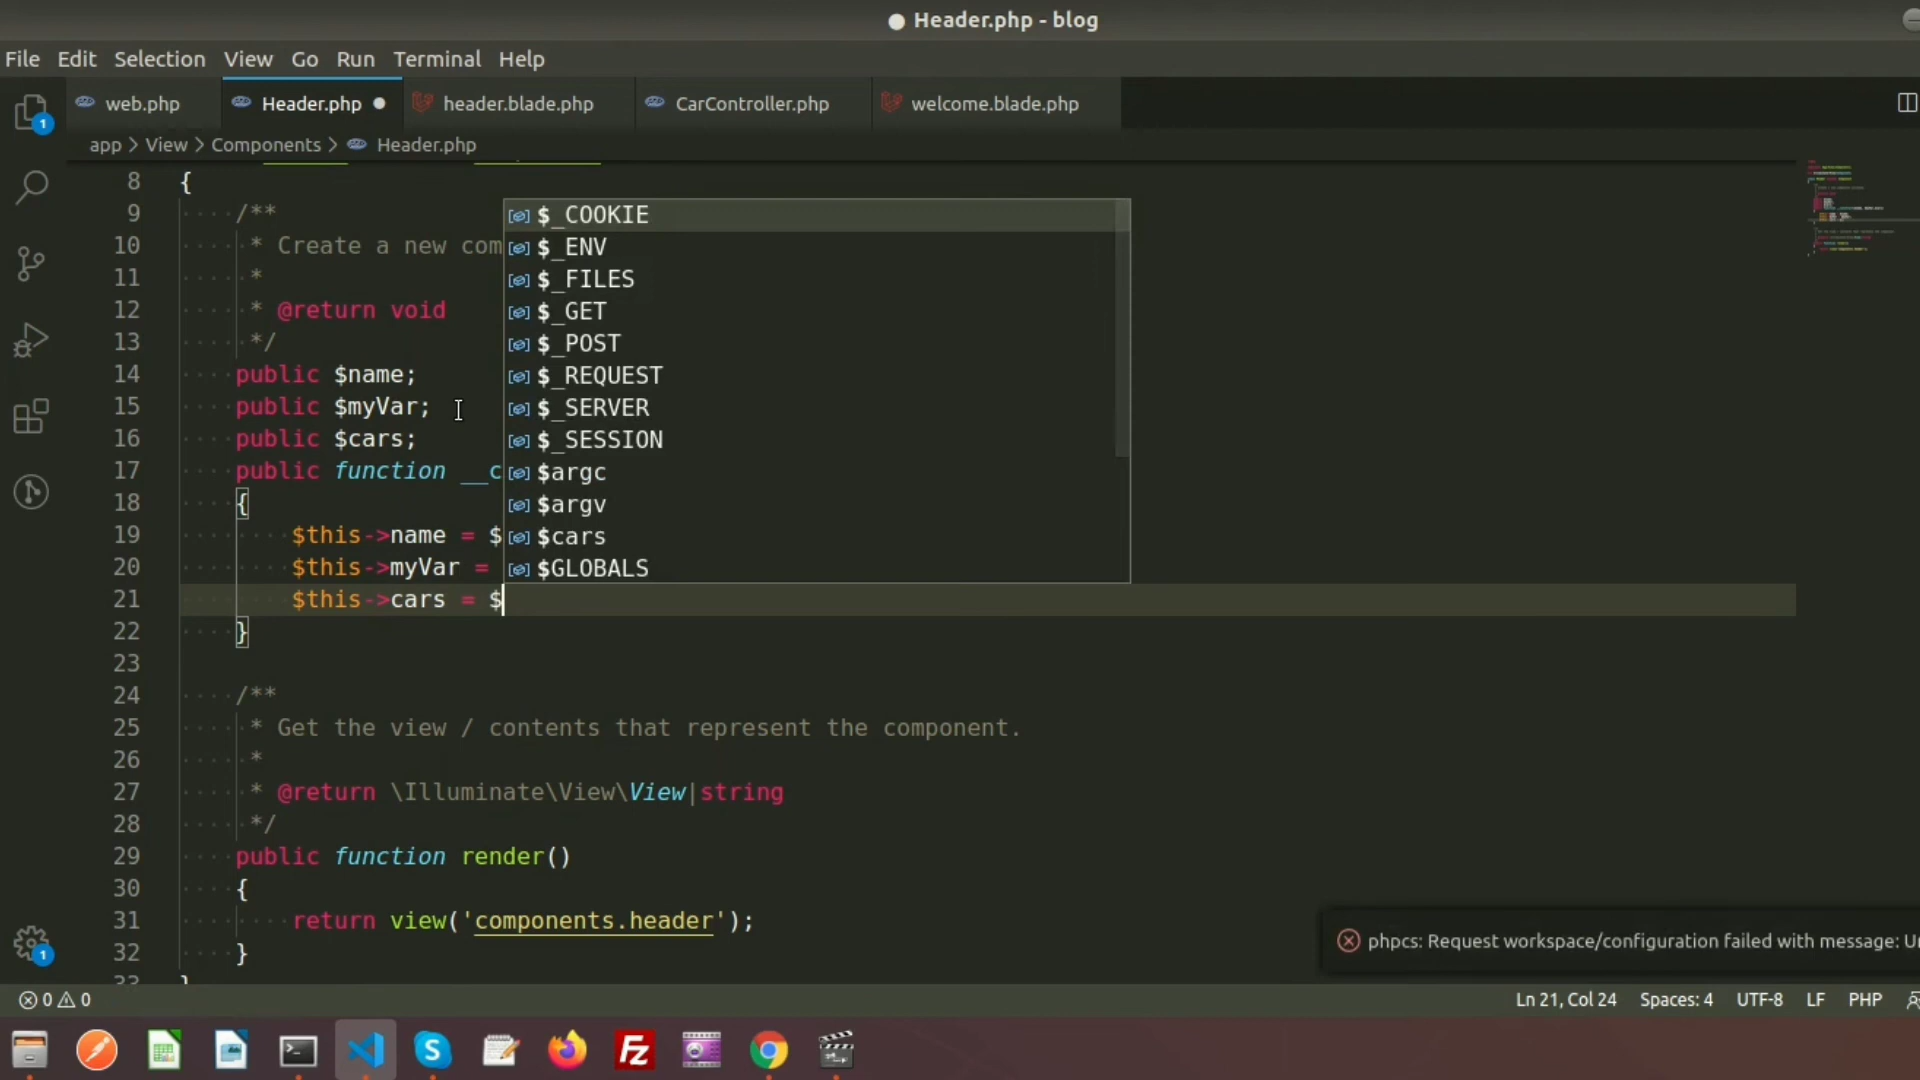 Header.php - blog
File Edit Selection View Go Run Terminal Help
web.php Header.php header.blade.php CarController.php welcome.blade.php
1
app > View > Components > Header.php
8 {
9 /**
10 * Create a new com
11 *
12 * @return void
13 */
14 public $name;
15 public $myVar;
16 public $cars;
17 public function __c
18 {
19 $this->name = $
20 $this->myVar =
21 $this->cars = $
22 }
23
24 /**
25 * Get the view / contents that represent the component.
26 *
27 * @return \Illuminate\View\View|string
28 */
29 public function render()
30 {
31 return view('components.header');
32 }
33 }
$_COOKIE
$_ENV
$_FILES
$_GET
$_POST
$_REQUEST
$_SERVER
$_SESSION
$argc
$argv
$cars
$GLOBALS
1
phpcs: Request workspace/configuration failed with message: Un
0 0
Ln 21, Col 24 Spaces: 4 UTF-8 LF PHP
S
Fz